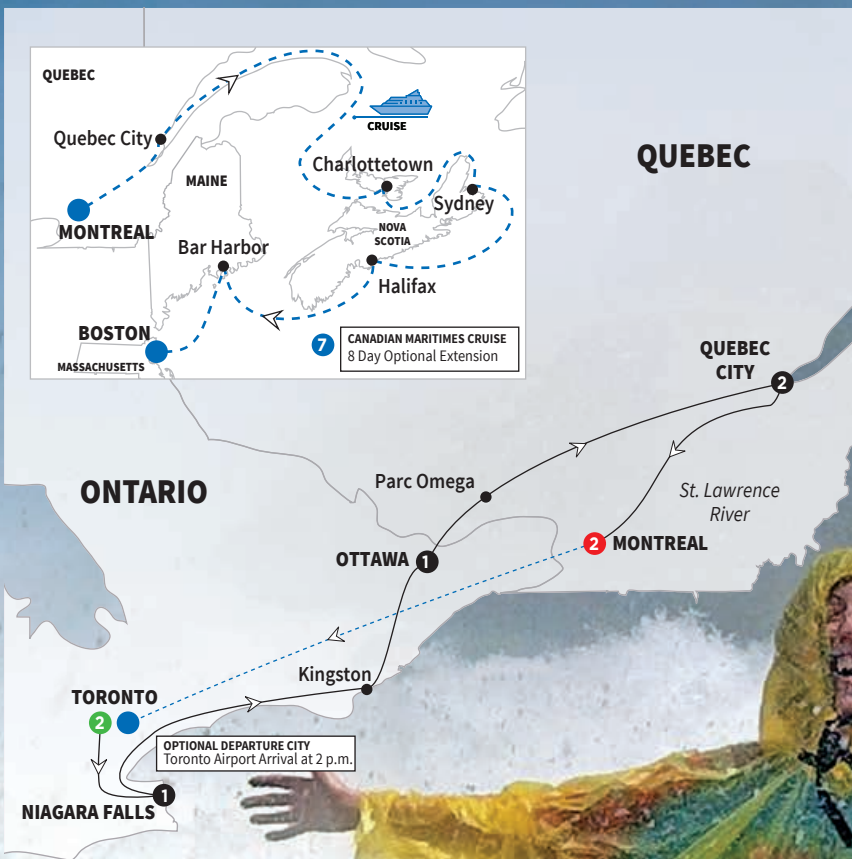 QUEBEC
Quebec City
CRUISE
MAINE
Charlottetown
Sydney
MONTREAL
NOVA
SCOTIA
Bar Harbor
Halifax
BOSTON
MASSACHUSETTS
7
CANADIAN MARITIMES CRUISE
8 Day Optional Extension
QUEBEC
QUEBEC
CITY
2
ONTARIO
Parc Omega
St. Lawrence
River
2 MONTREAL
OTTAWA 1
Kingston
TORONTO
2
OPTIONAL DEPARTURE CITY
Toronto Airport Arrival at 2 p.m.
1
NIAGARA FALLS